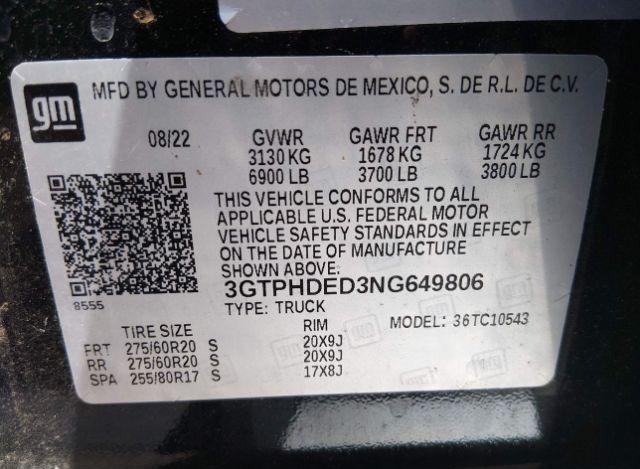 gm
MFD BY GENERAL MOTORS DE MEXICO, S. DE R.L. DE C.V.
08/22 GVWR GAWR FRT GAWR RR
3130 KG 1678 KG 1724 KG
6900 LB 3700 LB 3800 LB
THIS VEHICLE CONFORMS TO ALL
APPLICABLE U.S. FEDERAL MOTOR
VEHICLE SAFETY STANDARDS IN EFFECT
ON THE DATE OF MANUFACTURE
SHOWN ABOVE.
8555 3GTPHDED3NG649806
TYPE: TRUCK
TIRE SIZE RIM MODEL: 36TC10543
FRT 275/60R20 S 20X9J
RR 275/60R20 S 20X9J
SPA 255/80R17 S 17X8J